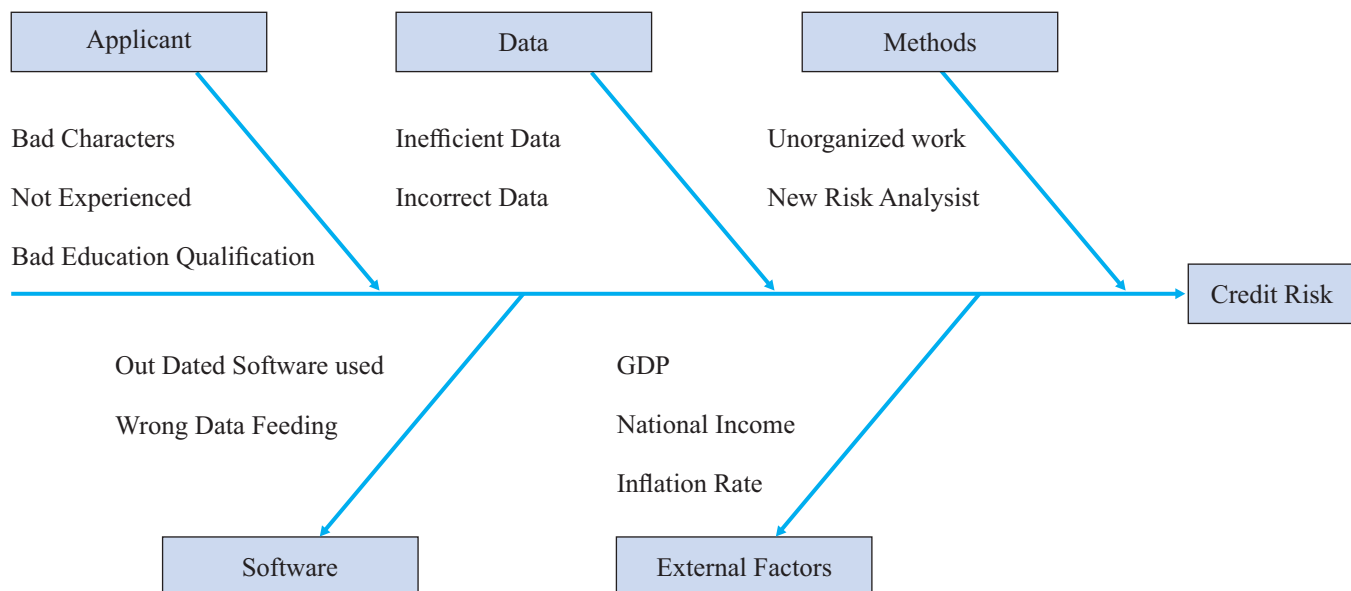 Applicant
Data
Methods
Bad Characters
Inefficient Data
Unorganized work
Not Experienced
Incorrect Data
New Risk Analysist
Bad Education Qualification
Credit Risk
Out Dated Software used
GDP
Wrong Data Feeding
National Income
Inflation Rate
Software
External Factors